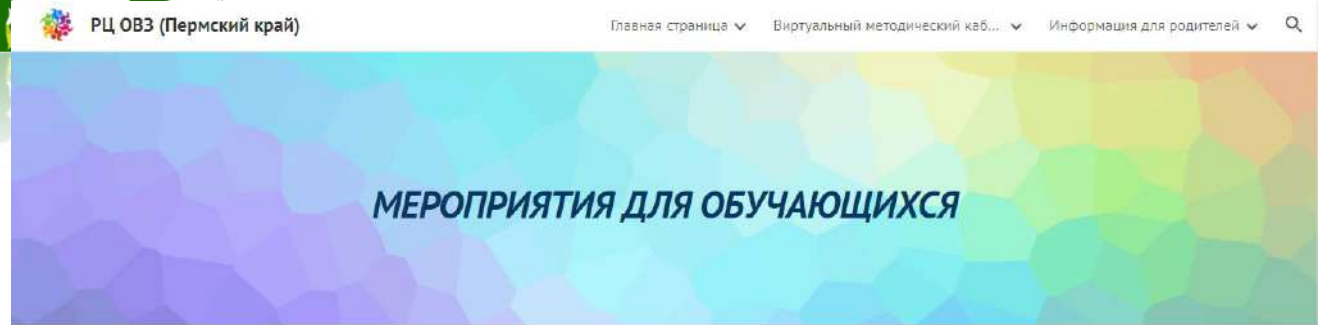 РЦ ОВЗ (Пермский край)
Главная страница
Виртуальный методический каб...
Информация для родителей
МЕРОПРИЯТИЯ ДЛЯ ОБУЧАЮЩИХСЯ